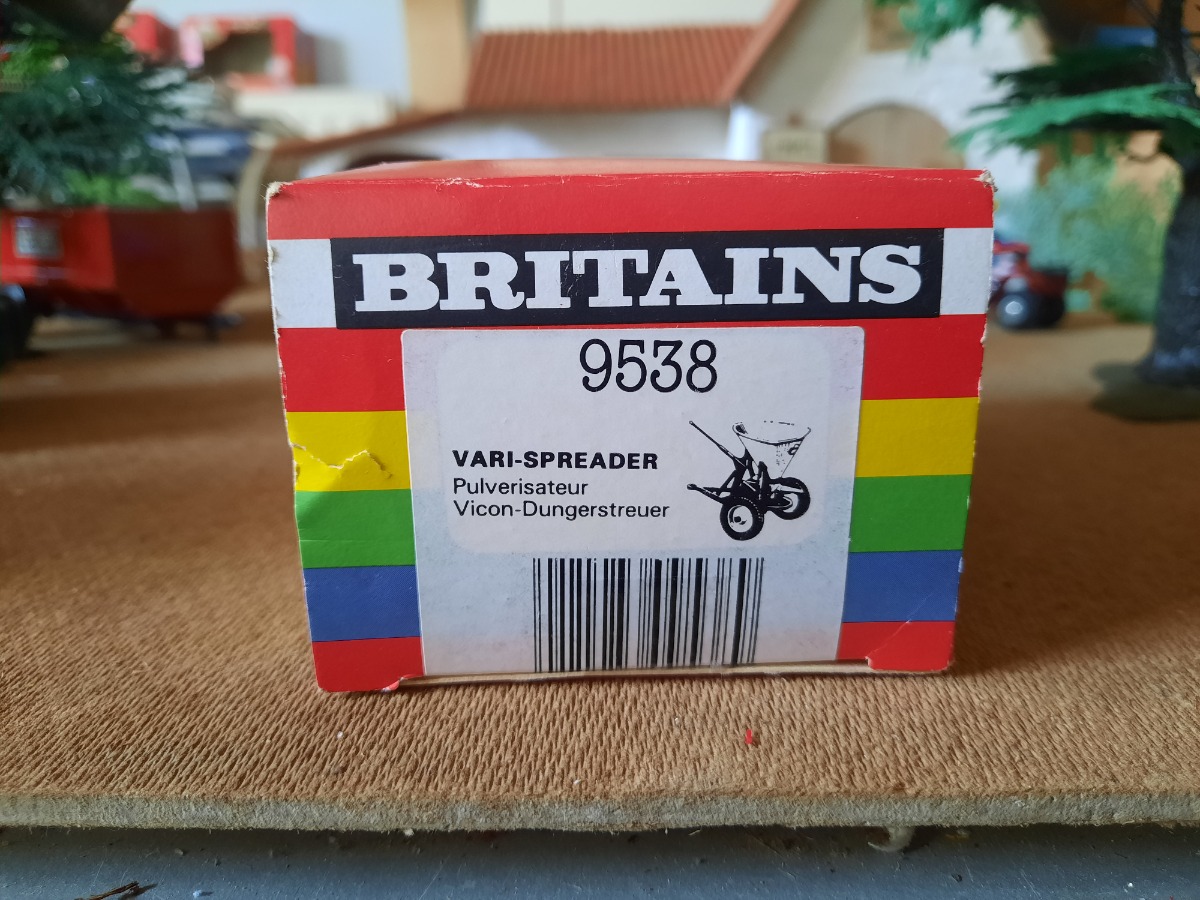 BRITAINS
9538
VARI-SPREADER
Pulverisateur
Vicon-Dungerstreuer